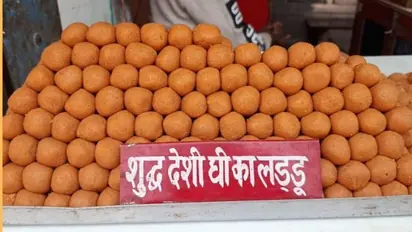 शुद्ध देशी घी का लड्डू